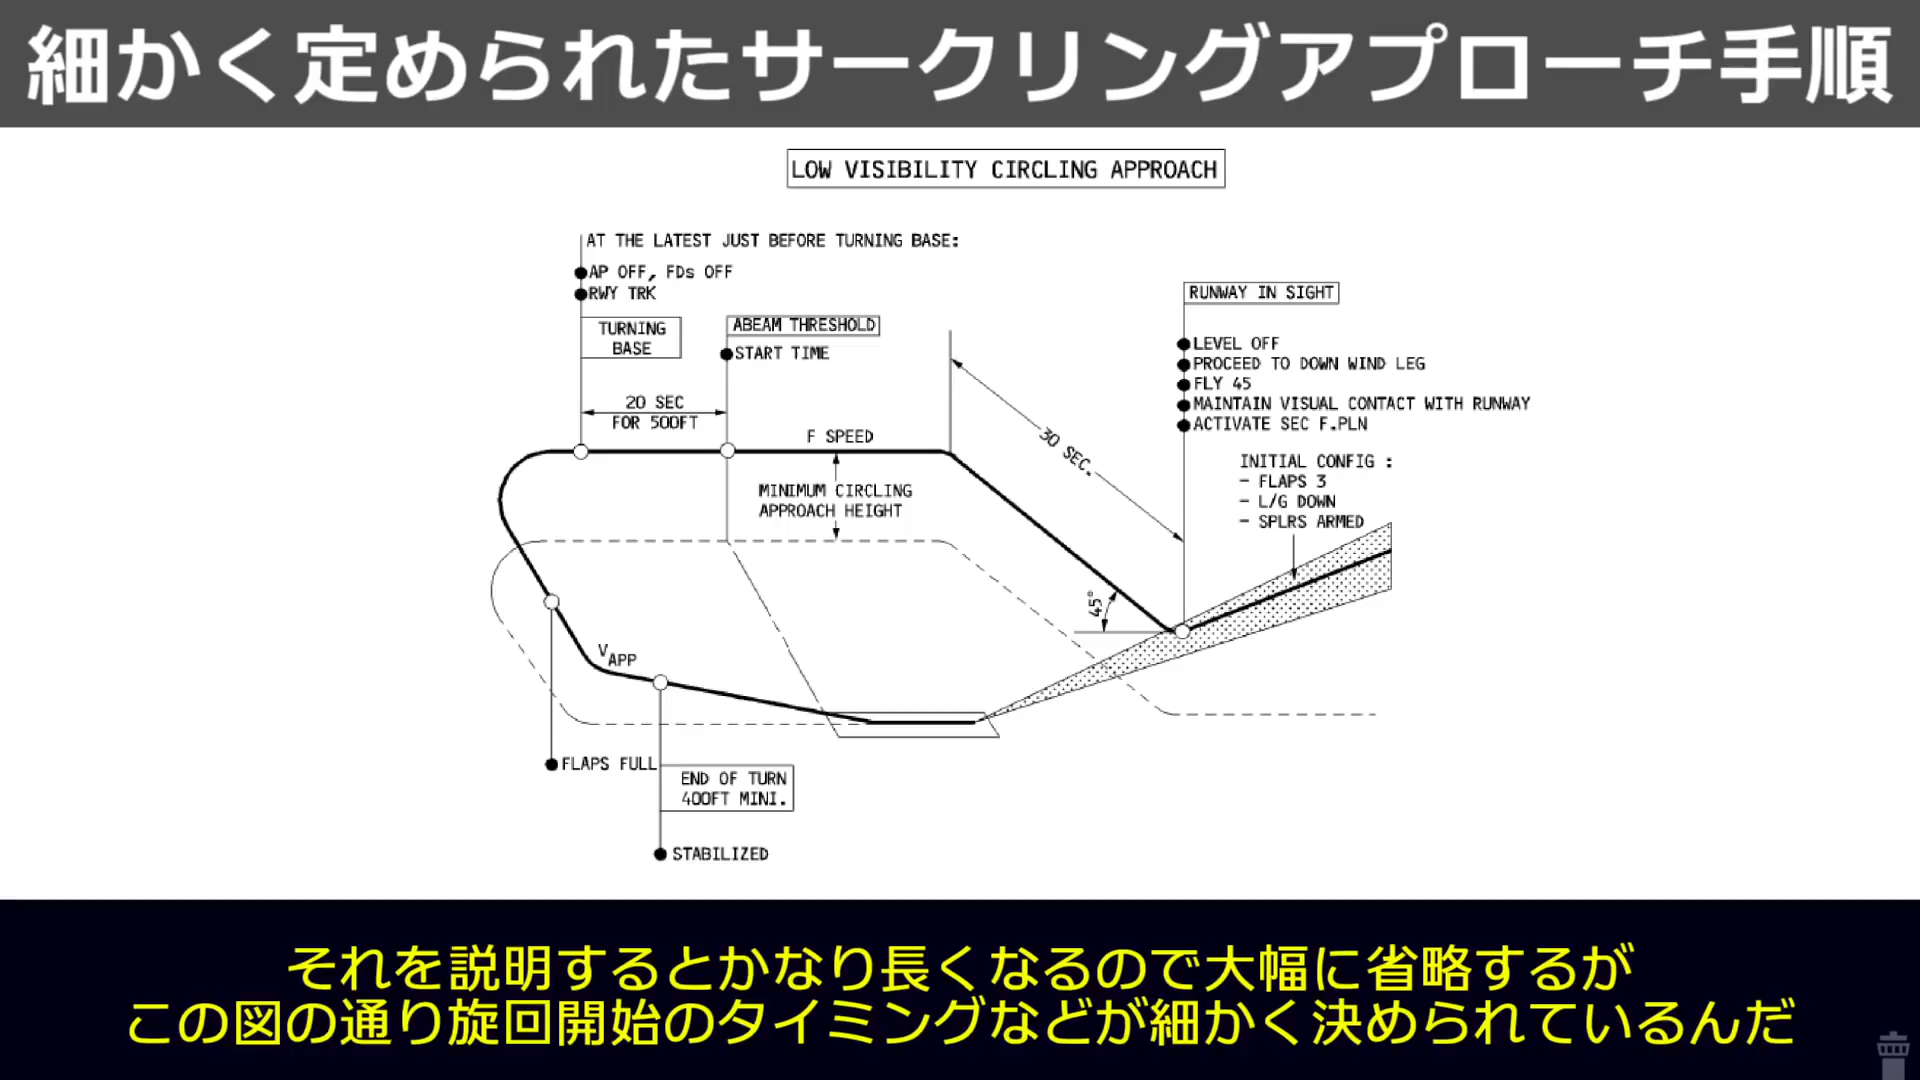 細かく定められたサークリングアプローチ手順
LOW VISIBILITY CIRCLING APPROACH
AT THE LATEST JUST BEFORE TURNING BASE:
AP OFF, FDs OFF
RWY TRK
TURNING
BASE
ABEAM THRESHOLD
START TIME
20 SEC
FOR 500FT
F SPEED
MINIMUM CIRCLING
APPROACH HEIGHT
30 SEC.
RUNWAY IN SIGHT
LEVEL OFF
PROCEED TO DOWN WIND LEG
FLY 45
MAINTAIN VISUAL CONTACT WITH RUNWAY
ACTIVATE SEC F.PLN
INITIAL CONFIG :
- FLAPS 3
- L/G DOWN
- SPLRS ARMED
45°
VAPP
FLAPS FULL
END OF TURN
400FT MINI.
STABILIZED
それを説明するとかなり長くなるので大幅に省略するが
この図の通り旋回開始のタイミングなどが細かく決められているんだ